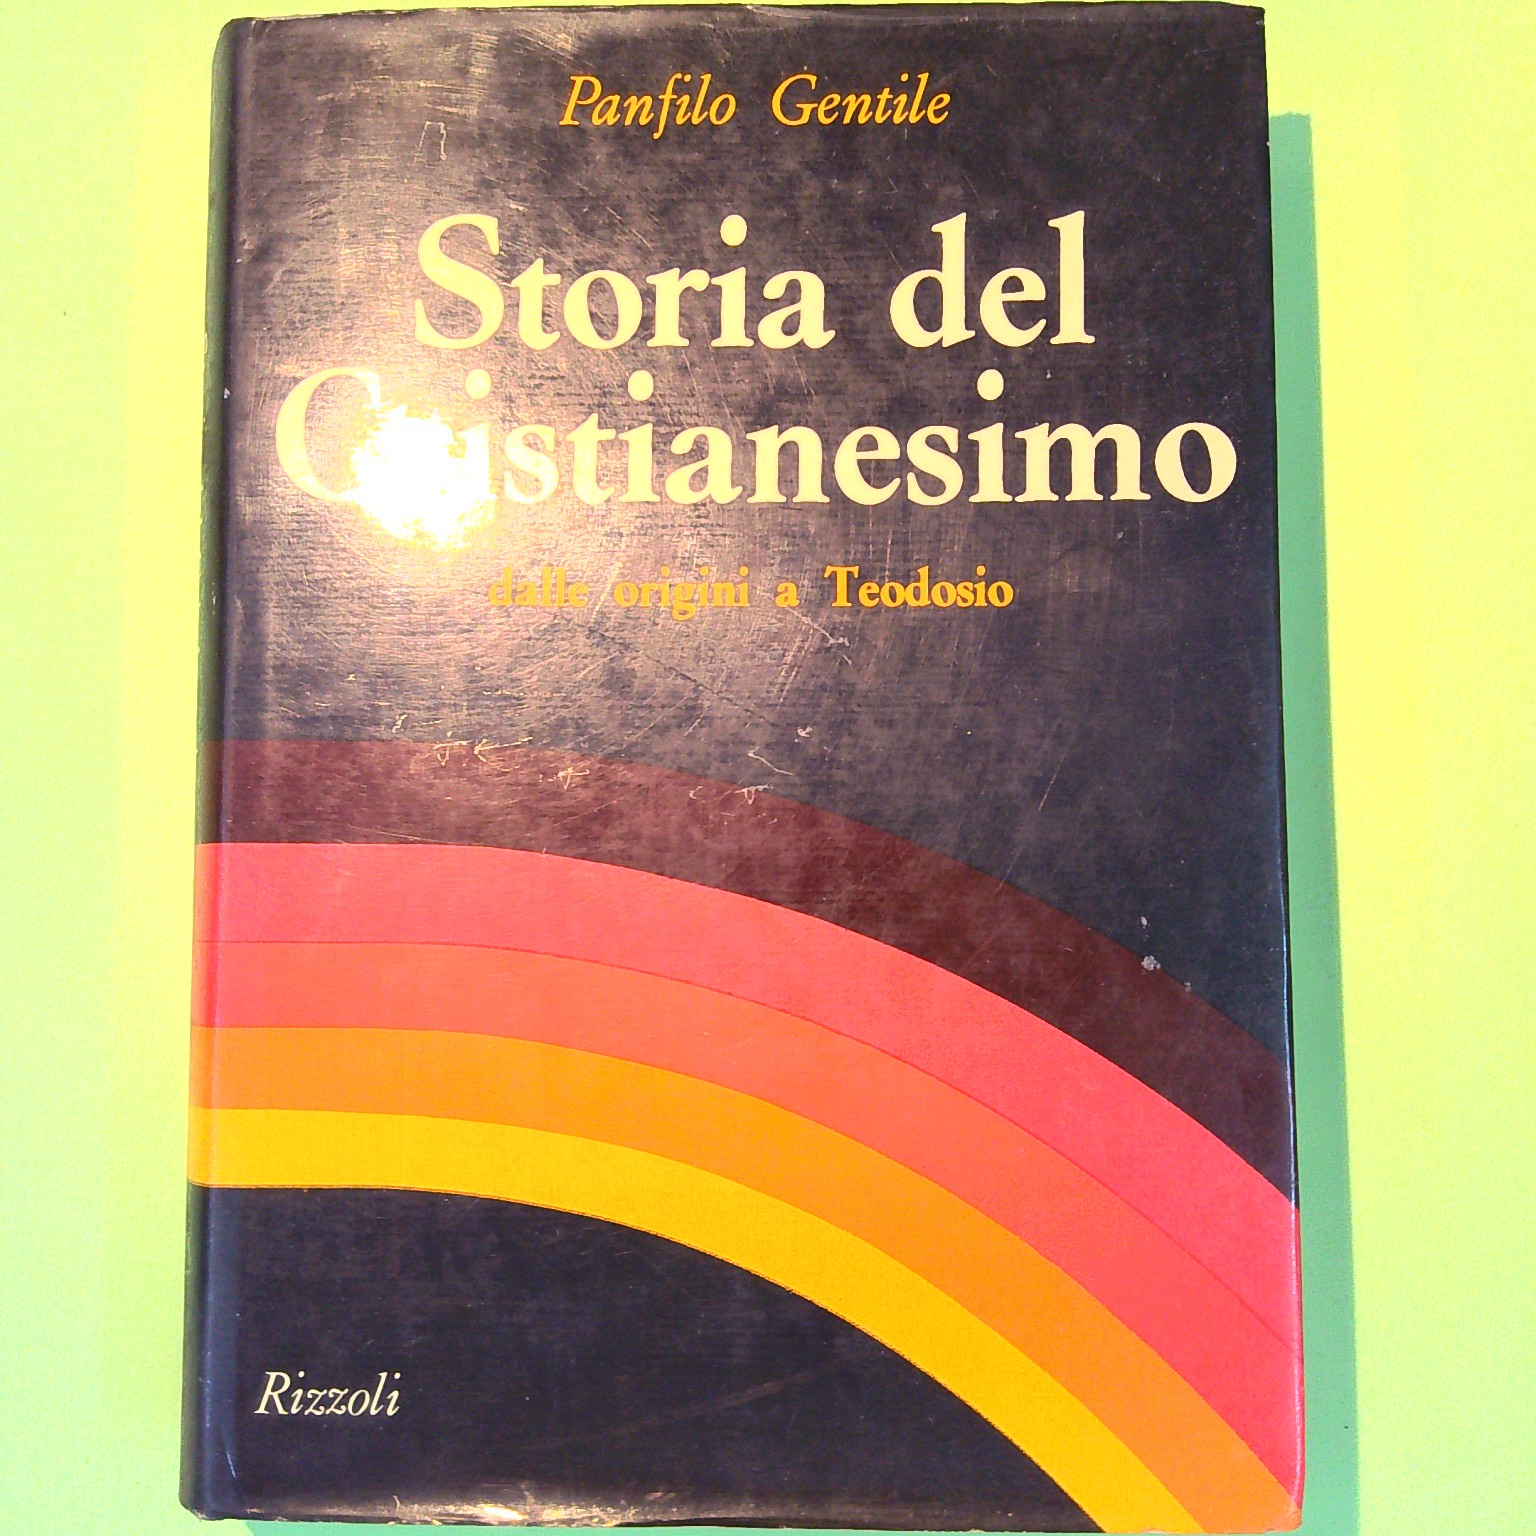 Panfilo Gentile
Storia del
Cristianesimo
dalle origini a Teodosio
Rizzoli